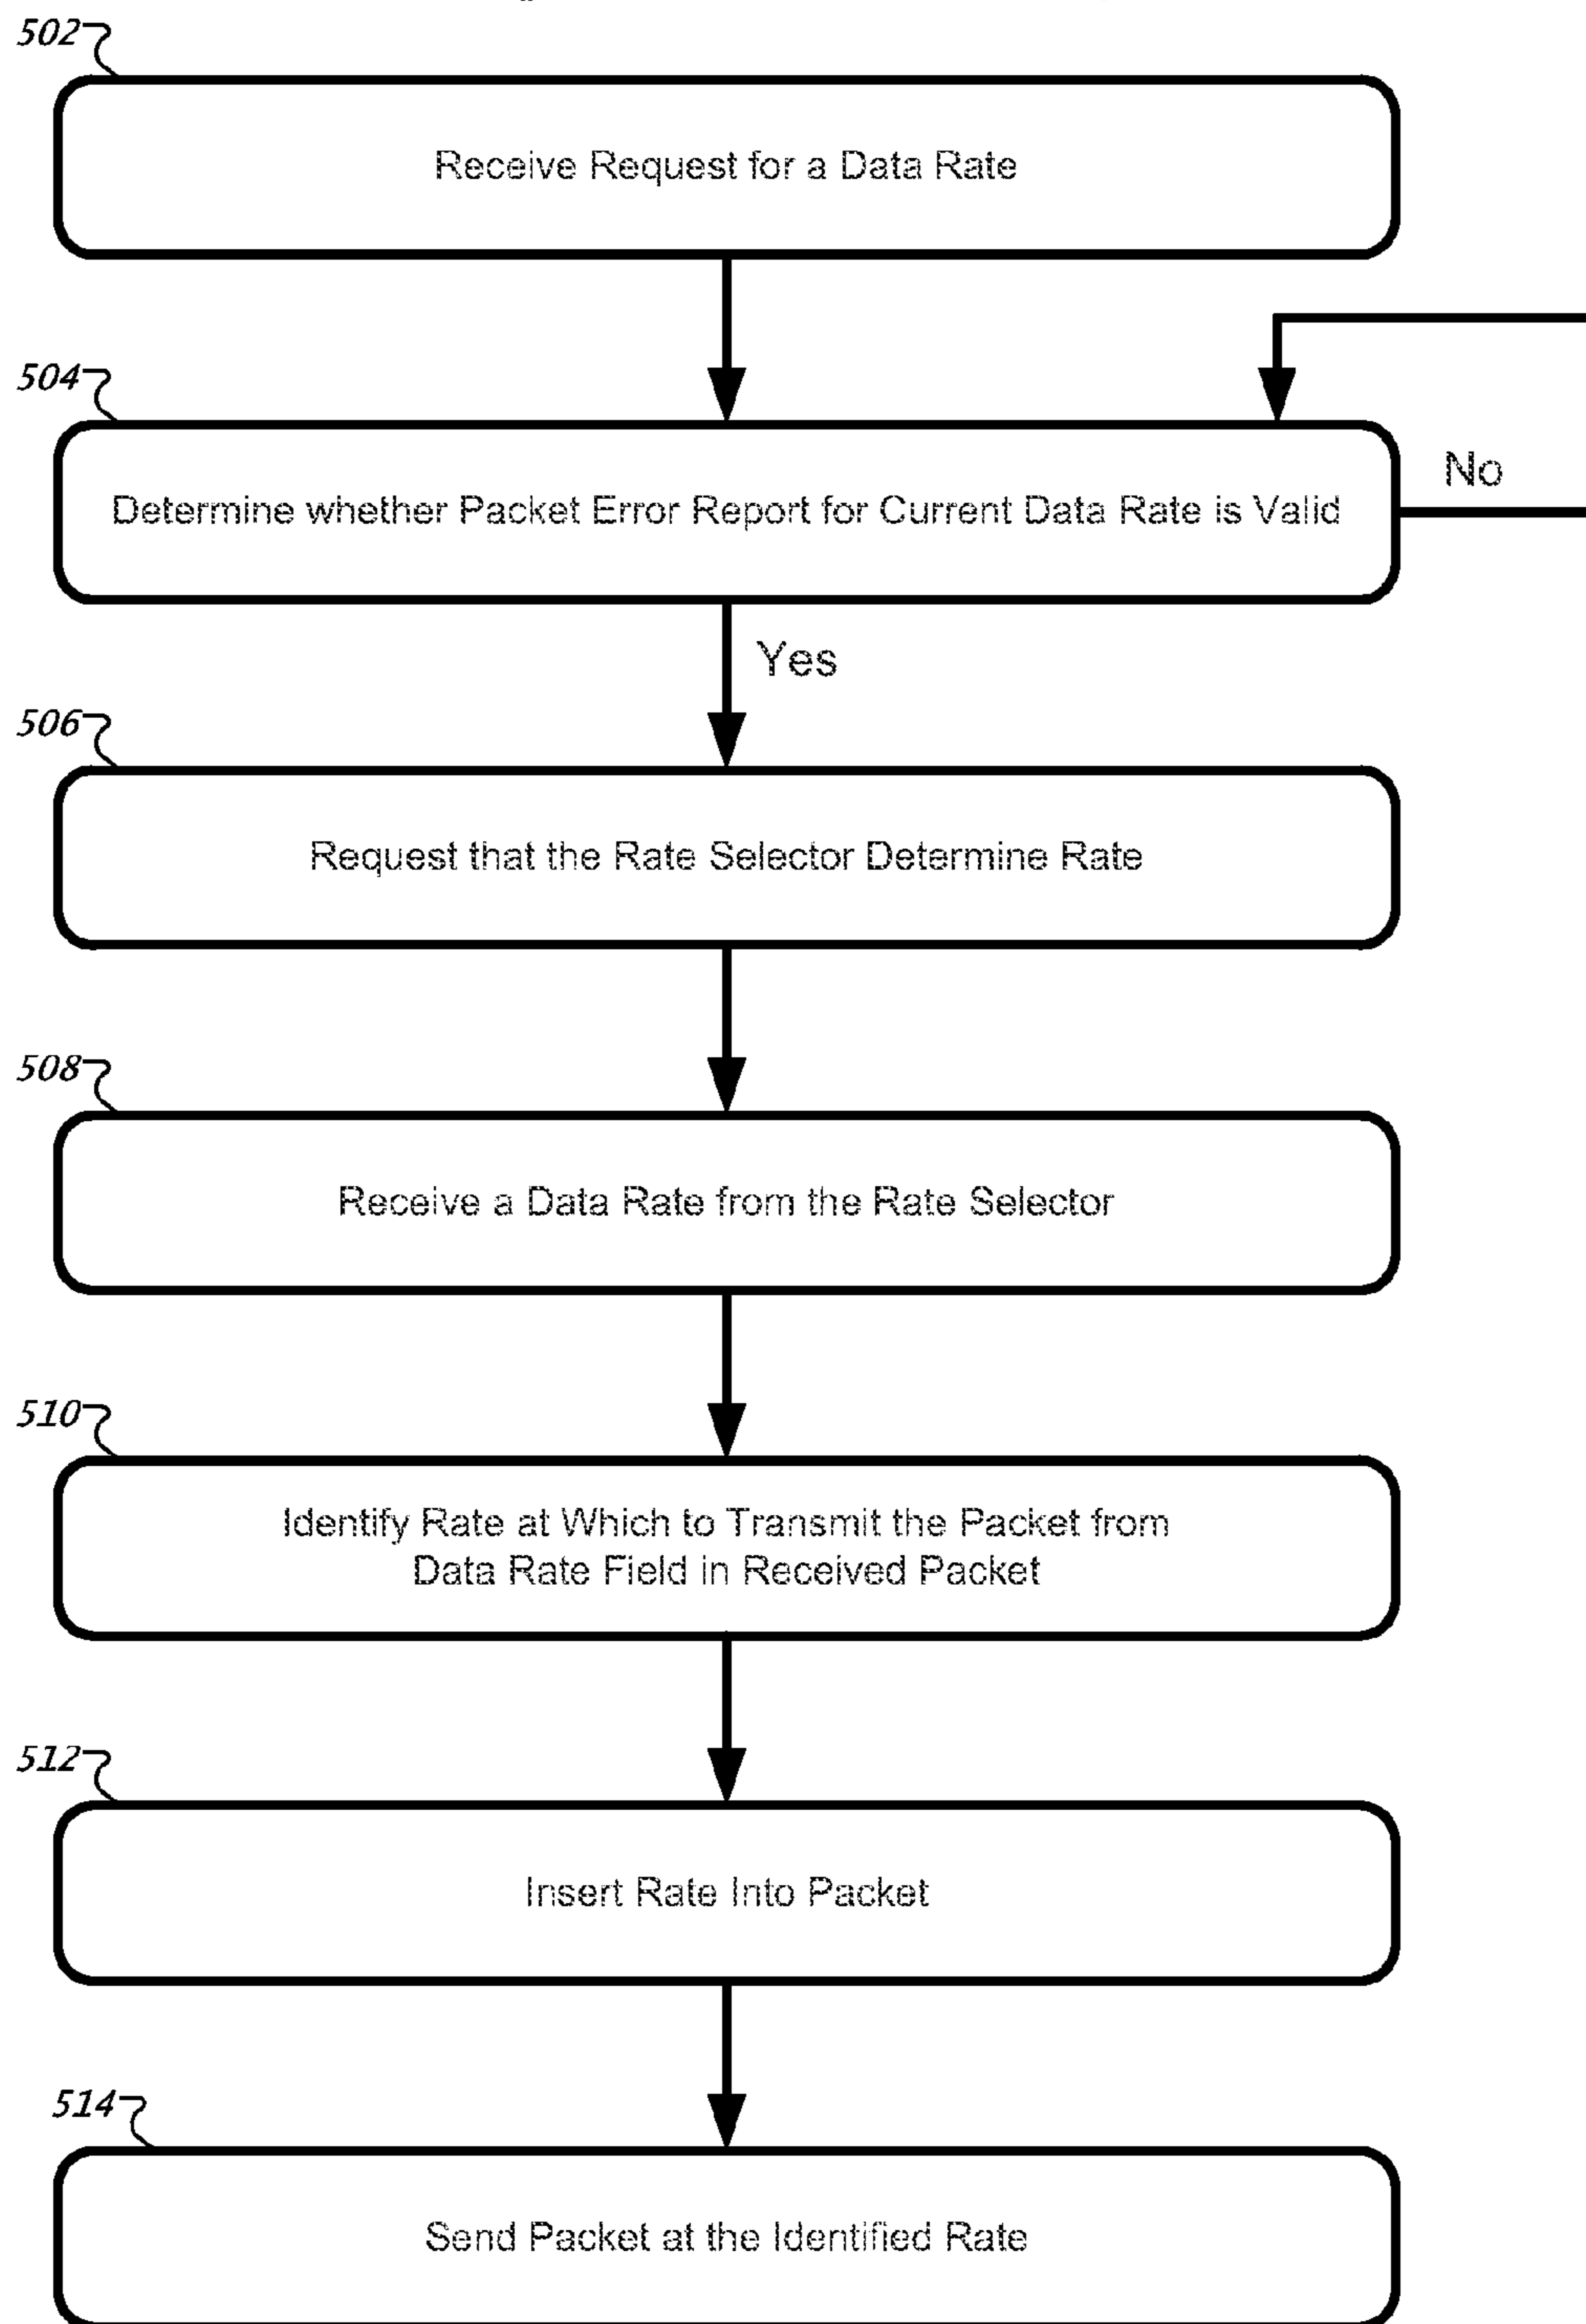 502
Receive Request for a Data Rate
504
Determine whether Packet Error Report for Current Data Rate is Valid
No
Yes
506
Request that the Rate Selector Determine Rate
508
Receive a Data Rate from the Rate Selector
510
Identify Rate at Which to Transmit the Packet from
Data Rate Field in Received Packet
512
Insert Rate Into Packet
514
Send Packet at the Identified Rate